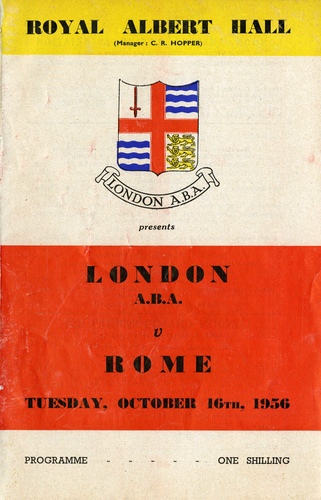 ROYAL ALBERT HALL
(Manager: C. R. HOPPER)
LONDON A.B.A.
presents
LONDON
A.B.A.
v
ROME
TUESDAY, OCTOBER 16TH, 1956
PROGRAMME - - - - - ONE SHILLING